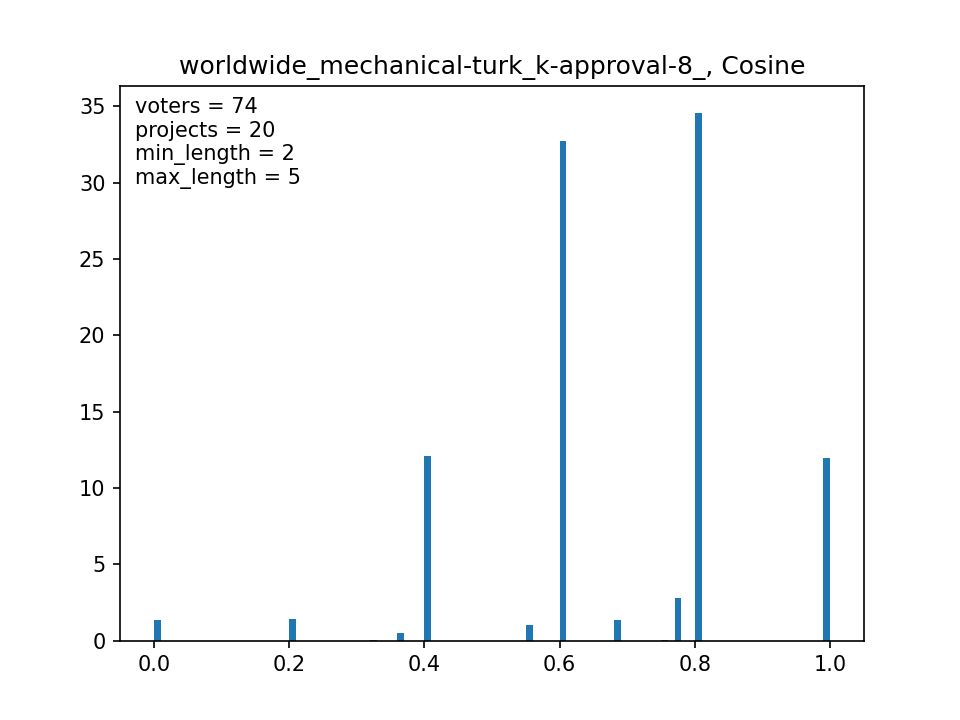 worldwide_mechanical-turk_k-approval-8_, Cosine
voters = 74
projects = 20
min_length = 2
max_length = 5
35
30
25
20
15
10
5
0
0.0 0.2 0.4 0.6 0.8 1.0